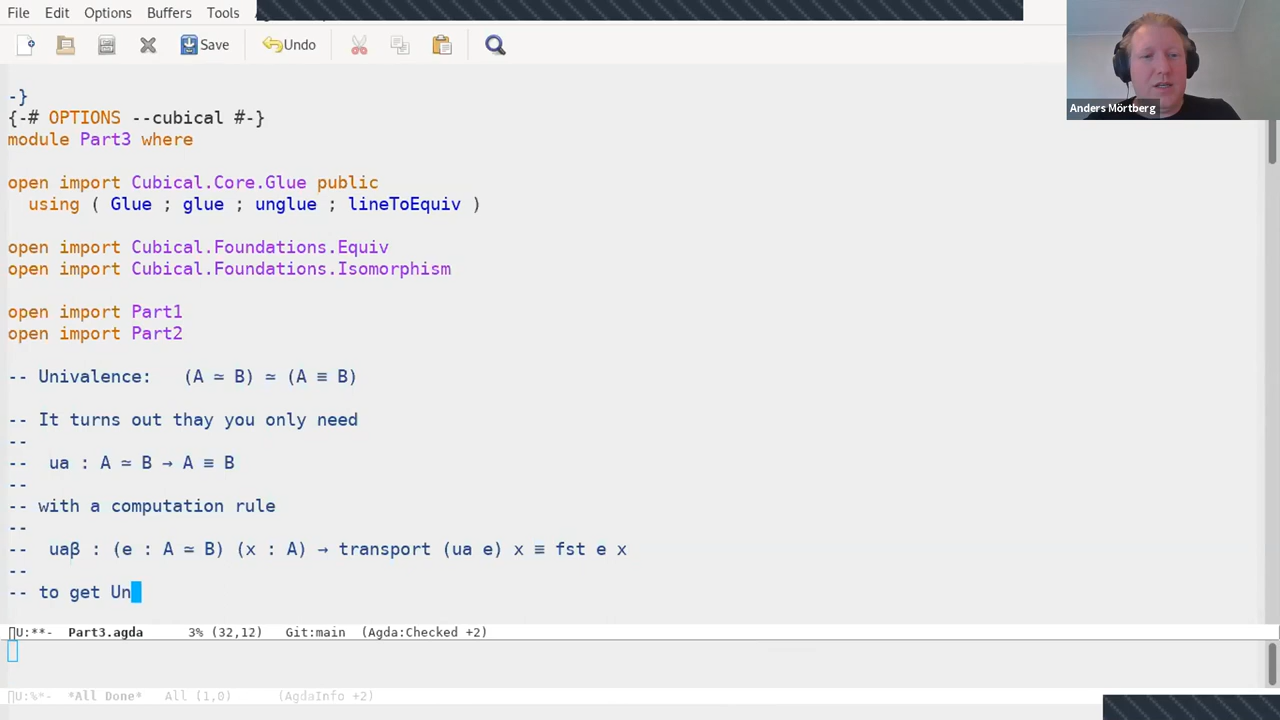 File Edit Options Buffers Tools
Save Undo
Anders Mörtberg
-}
{-# OPTIONS --cubical #-}
module Part3 where
open import Cubical.Core.Glue public
using ( Glue ; glue ; unglue ; lineToEquiv )
open import Cubical.Foundations.Equiv
open import Cubical.Foundations.Isomorphism
open import Part1
open import Part2
-- Univalence: (A ≃ B) ≃ (A ≡ B)
-- It turns out thay you only need
--
-- ua : A ≃ B → A ≡ B
--
-- with a computation rule
--
-- uaβ : (e : A ≃ B) (x : A) → transport (ua e) x ≡ fst e x
--
-- to get Un
U:**- Part3.agda 3% (32,12) Git:main (Agda:Checked +2)
U:%*- *All Done* All (1,0) (AgdaInfo +2)